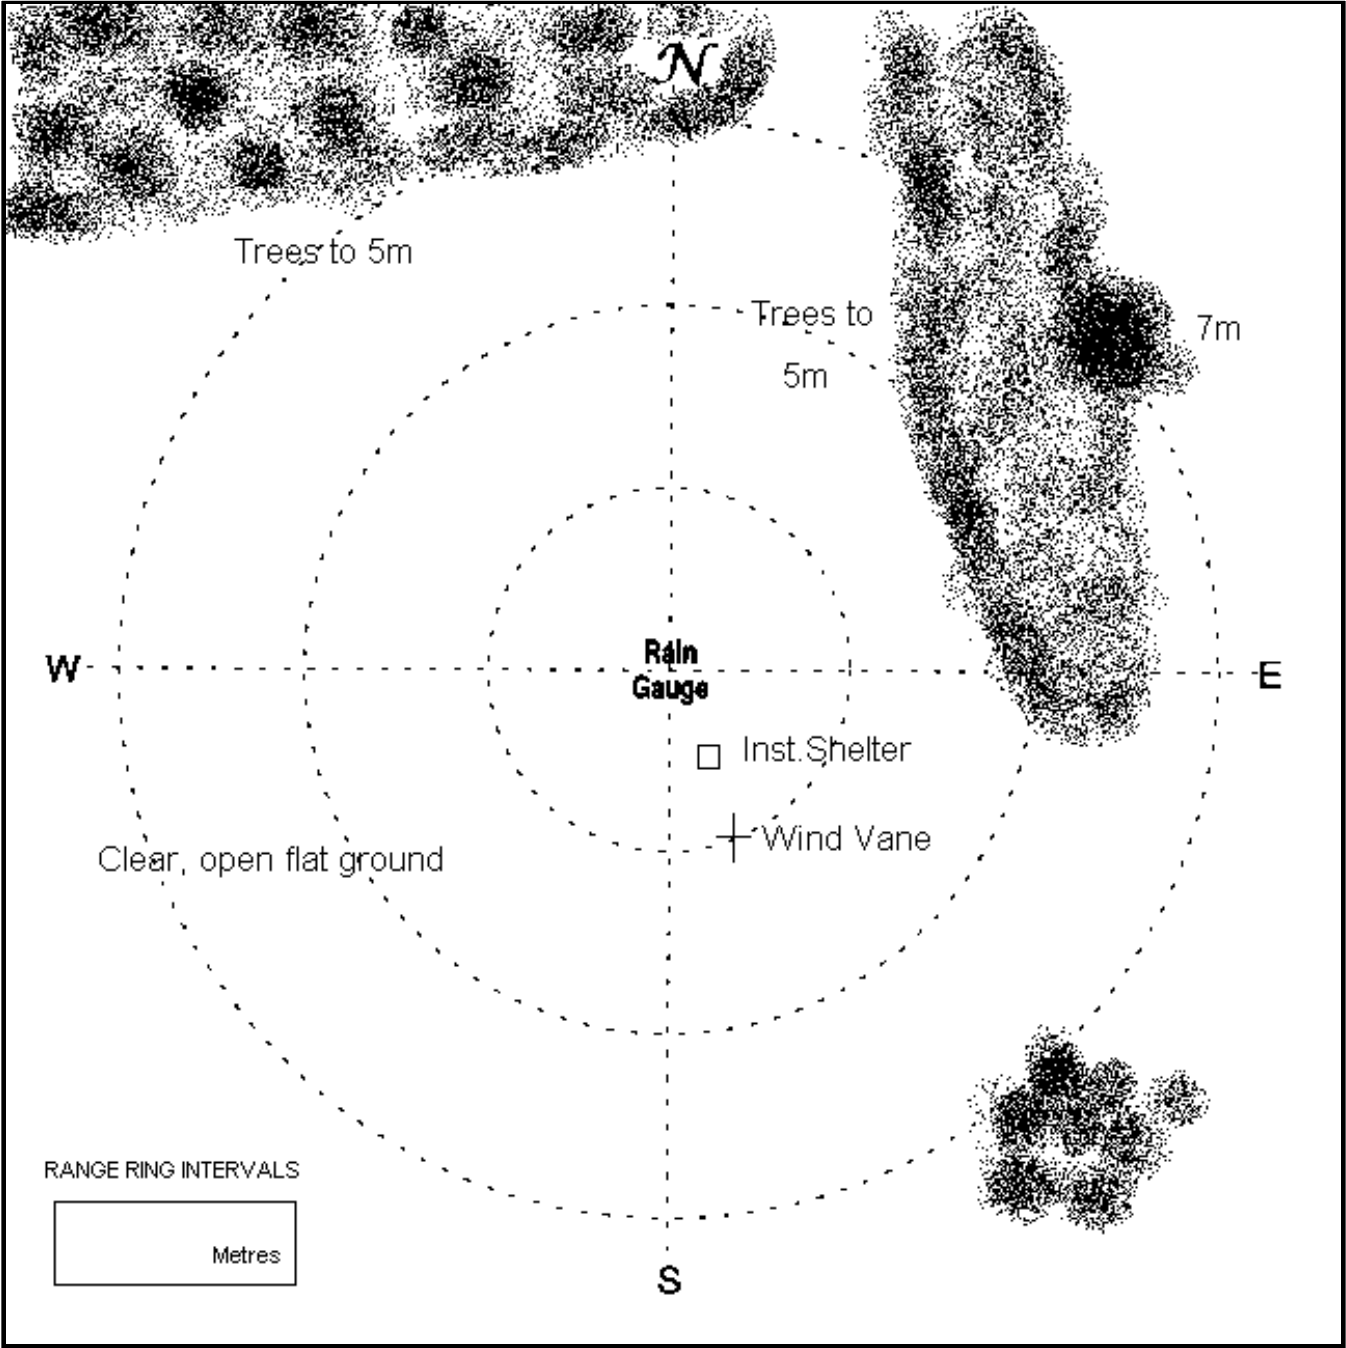 N
Trees to 5m
Trees to
5m
7m
Rain
Gauge
W
E
Inst.Shelter
Wind Vane
Clear, open flat ground
RANGE RING INTERVALS
Metres
S